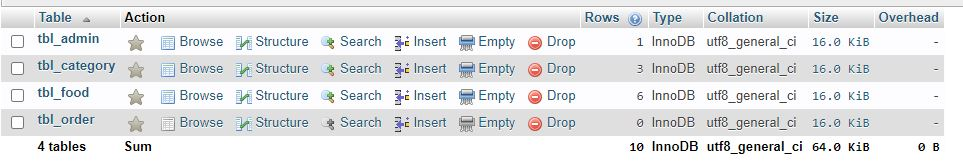 Table Action Rows Type Collation Size Overhead
tbl_admin Browse Structure Search Insert Empty Drop 1 InnoDB utf8_general_ci 16.0 KiB -
tbl_category Browse Structure Search Insert Empty Drop 3 InnoDB utf8_general_ci 16.0 KiB -
tbl_food Browse Structure Search Insert Empty Drop 6 InnoDB utf8_general_ci 16.0 KiB -
tbl_order Browse Structure Search Insert Empty Drop 0 InnoDB utf8_general_ci 16.0 KiB -
4 tables Sum 10 InnoDB utf8_general_ci 64.0 KiB 0 B